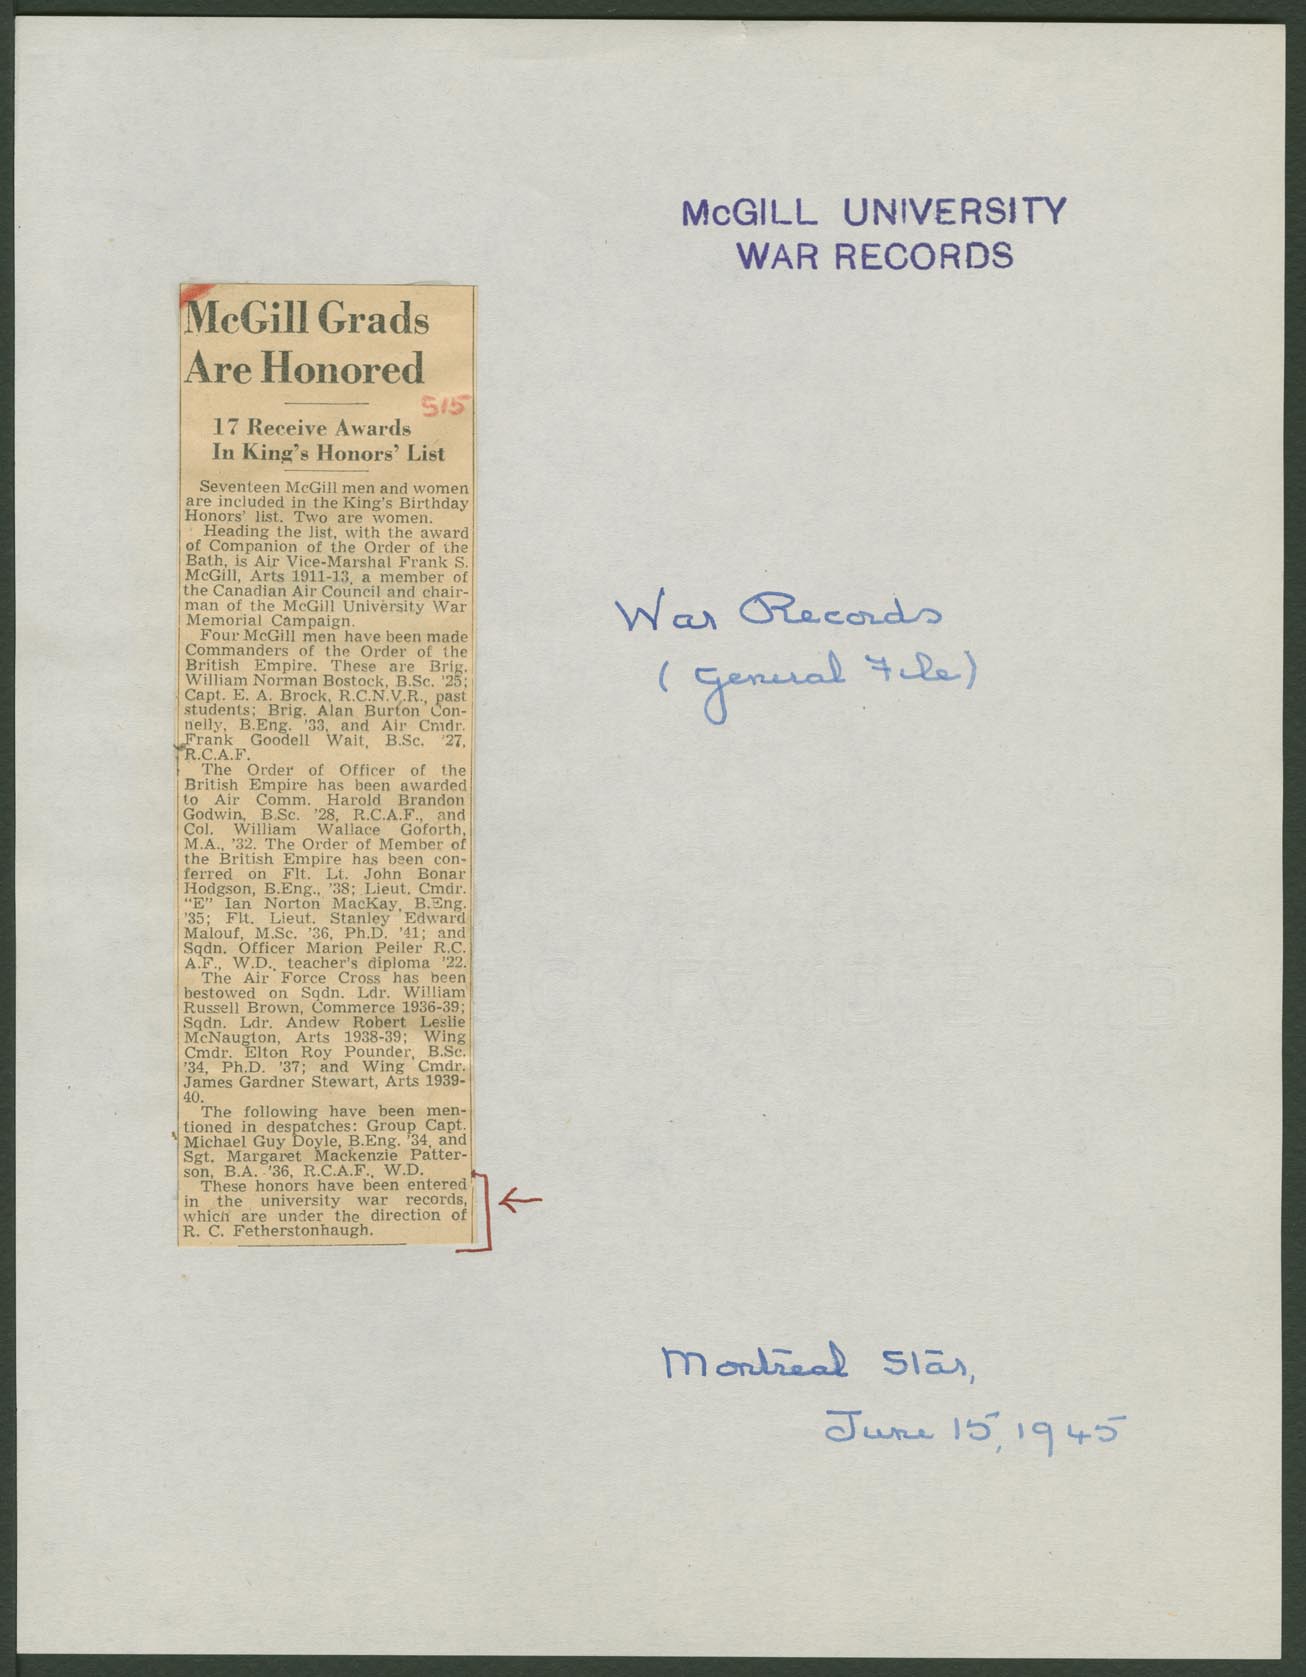 McGILL UNIVERSITY
WAR RECORDS
McGill Grads
Are Honored
515
17 Receive Awards
In King's Honors' List
Seventeen McGill men and women
are included in the King's Birthday
Honors' list. Two are women.
Heading the list, with the award
of Companion of the Order of the
Bath, is Air Vice-Marshal Frank S.
McGill, Arts 1911-13, a member of
the Canadian Air Council and chair-
man of the McGill University War
Memorial Campaign.
Four McGill men have been made
Commanders of the Order of the
British Empire. These are Brig.
William Norman Bostock, B.Sc. '25;
Capt. E. A. Brock, R.C.N.V.R., past
students; Brig. Alan Burton Con-
nelly, B.Eng. '33, and Air Cmdr.
Frank Goodell Wait, B.Sc. '27,
R.C.A.F.
The Order of Officer of the
British Empire has been awarded
to Air Comm. Harold Brandon
Godwin, B.Sc. '28, R.C.A.F., and
Col. William Wallace Goforth,
M.A., '32. The Order of Member of
the British Empire has been con-
ferred on Flt. Lt. John Bonar
Hodgson, B.Eng., '38; Lieut. Cmdr.
"E" Ian Norton MacKay, B.Eng.
'35; Flt. Lieut. Stanley Edward
Malouf, M.Sc. '36, Ph.D. '41; and
Sqdn. Officer Marion Peiler R.C.
A.F., W.D., teacher's diploma '22.
The Air Force Cross has been
bestowed on Sqdn. Ldr. William
Russell Brown, Commerce 1936-39;
Sqdn. Ldr. Andew Robert Leslie
McNaugton, Arts 1938-39; Wing
Cmdr. Elton Roy Pounder, B.Sc.
'34, Ph.D. '37; and Wing Cmdr.
James Gardner Stewart, Arts 1939-
40.
The following have been men-
tioned in despatches: Group Capt.
Michael Guy Doyle, B.Eng. '34, and
Sgt. Margaret Mackenzie Patter-
son, B.A. '36, R.C.A.F., W.D.
These honors have been entered
in the university war records,
which are under the direction of
R. C. Fetherstonhaugh.
War Records
(General File)
Montreal Star,
June 15, 1945